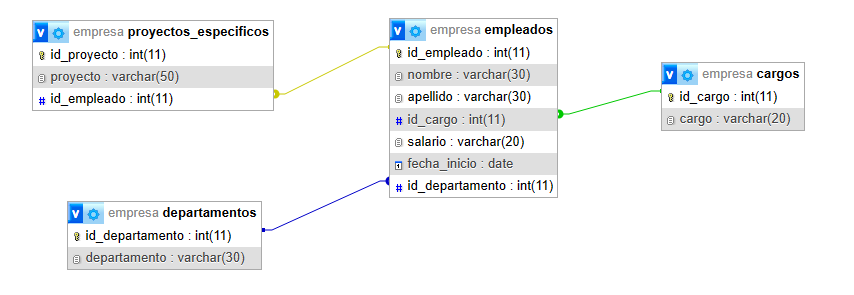 empresa proyectos_especificos
id_proyecto : int(11)
proyecto : varchar(50)
# id_empleado : int(11)
empresa empleados
id_empleado : int(11)
nombre : varchar(30)
apellido : varchar(30)
# id_cargo : int(11)
salario : varchar(20)
fecha_inicio : date
# id_departamento : int(11)
empresa cargos
id_cargo : int(11)
cargo : varchar(20)
empresa departamentos
id_departamento : int(11)
departamento : varchar(30)